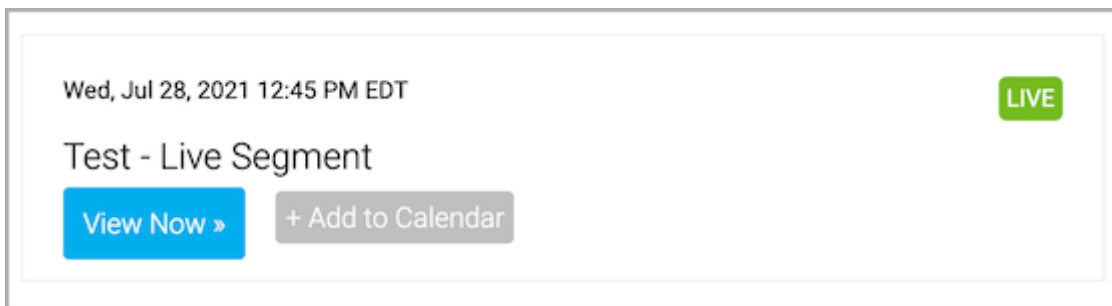 Wed, Jul 28, 2021 12:45 PM EDT
LIVE
Test - Live Segment
View Now »
+ Add to Calendar